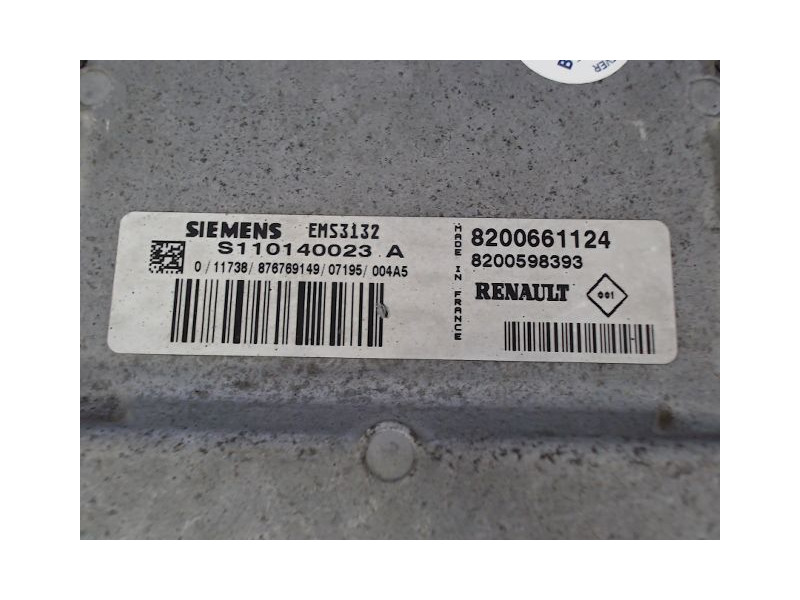 SIEMENS EMS3132
S110140023 A
0 / 11738 / 876769149 / 07195 / 004A5
MADE IN FRANCE
8200661124
8200598393
RENAULT
001